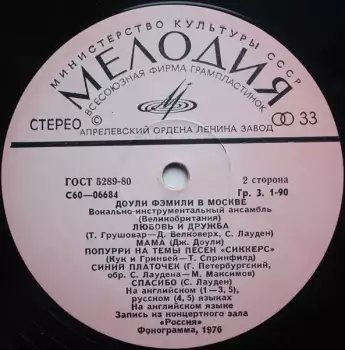 МИНИСТЕРСТВО КУЛЬТУРЫ СССР
МЕЛОДИЯ
ВСЕСОЮЗНАЯ ФИРМА ГРАМПЛАСТИНОК
СТЕРЕО
33
АПРЕЛЕВСКИЙ ОРДЕНА ЛЕНИНА ЗАВОД
ГОСТ 5289-80
2 сторона
С60—06684
Гр. 3. 1-90
ДОУЛИ ФЭМИЛИ В МОСКВЕ
Вокально-инструментальный ансамбль
(Великобритания)
ЛЮБОВЬ И ДРУЖБА
(Т. Грушовар—Д. Велковерх, С. Лауден)
МАМА (Дж. Доули)
ПОПУРРИ НА ТЕМЫ ПЕСЕН «СИККЕРС»
(Кук и Гринвей—Т. Спринфилд)
СИНИЙ ПЛАТОЧЕК (Г. Петербургский,
обр. С. Лаудена—М. Максимов)
СПАСИБО (С. Лауден)
На английском (1—3, 5),
русском (4, 5) языках
На английском языке
Запись из концертного зала
«Россия»
Фонограмма, 1976